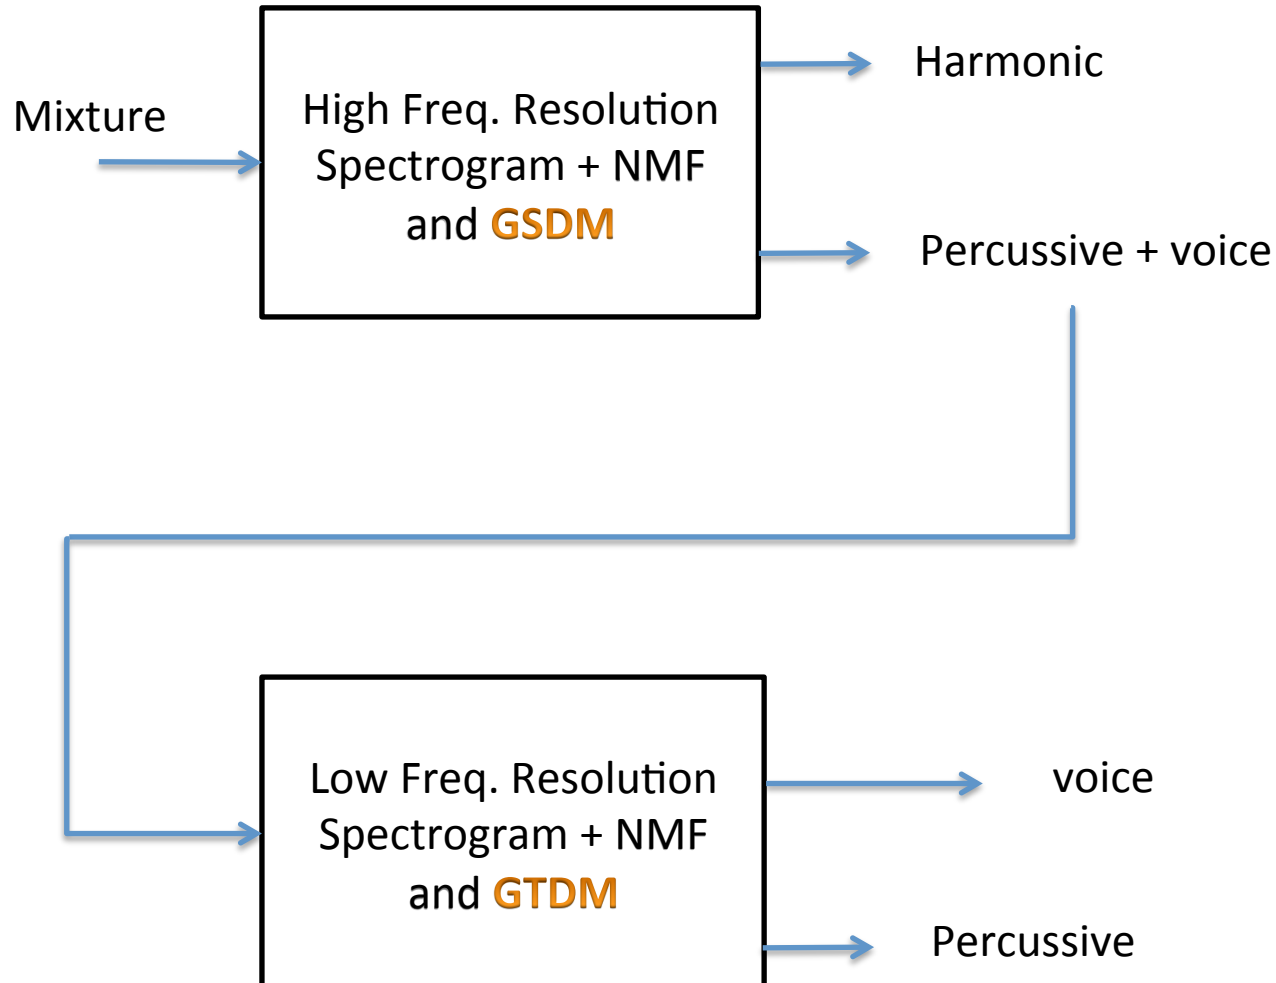 Mixture
High Freq. Resolution
Spectrogram + NMF
and GSDM
Harmonic
Percussive + voice
Low Freq. Resolution
Spectrogram + NMF
and GTDM
voice
Percussive